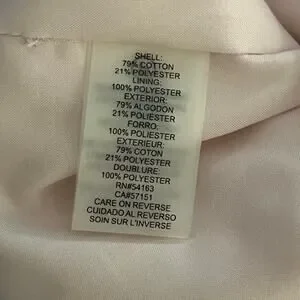 SHELL:
79% COTTON
21% POLYESTER
LINING:
100% POLYESTER
EXTERIOR:
79% ALGODON
21% POLIESTER
FORRO:
100% POLIESTER
EXTERIEUR:
79% COTON
21% POLYESTER
DOUBLURE:
100% POLYESTER
RN#54163
CA#57151
CARE ON REVERSO
CUIDADO AL REVERSO
SOIN SUR L'INVERSE